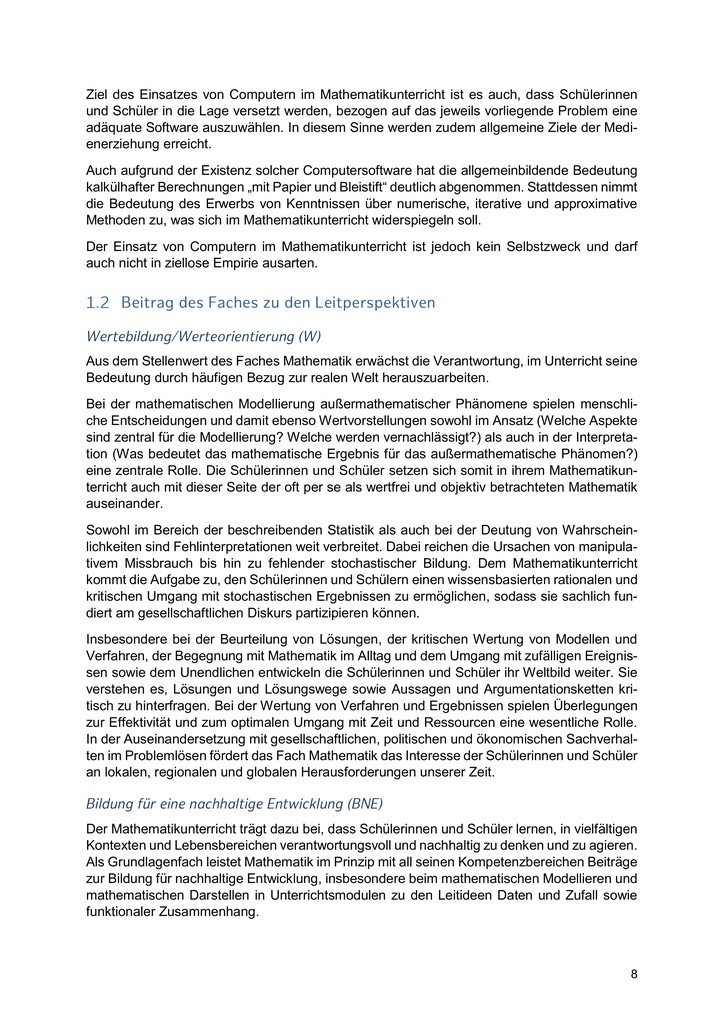 Ziel des Einsatzes von Computern im Mathematikunterricht ist es auch, dass Schülerinnen
und Schüler in die Lage versetzt werden, bezogen auf das jeweils vorliegende Problem eine
adäquate Software auszuwählen. In diesem Sinne werden zudem allgemeine Ziele der Medi-
enerziehung erreicht.
Auch aufgrund der Existenz solcher Computersoftware hat die allgemeinbildende Bedeutung
kalkülhafter Berechnungen „mit Papier und Bleistift“ deutlich abgenommen. Stattdessen nimmt
die Bedeutung des Erwerbs von Kenntnissen über numerische, iterative und approximative
Methoden zu, was sich im Mathematikunterricht widerspiegeln soll.
Der Einsatz von Computern im Mathematikunterricht ist jedoch kein Selbstzweck und darf
auch nicht in ziellose Empirie ausarten.
1.2 Beitrag des Faches zu den Leitperspektiven
Wertebildung/Werteorientierung (W)
Aus dem Stellenwert des Faches Mathematik erwächst die Verantwortung, im Unterricht seine
Bedeutung durch häufigen Bezug zur realen Welt herauszuarbeiten.
Bei der mathematischen Modellierung außermathematischer Phänomene spielen menschli-
che Entscheidungen und damit ebenso Wertvorstellungen sowohl im Ansatz (Welche Aspekte
sind zentral für die Modellierung? Welche werden vernachlässigt?) als auch in der Interpreta-
tion (Was bedeutet das mathematische Ergebnis für das außermathematische Phänomen?)
eine zentrale Rolle. Die Schülerinnen und Schüler setzen sich somit in ihrem Mathematikun-
terricht auch mit dieser Seite der oft per se als wertfrei und objektiv betrachteten Mathematik
auseinander.
Sowohl im Bereich der beschreibenden Statistik als auch bei der Deutung von Wahrschein-
lichkeiten sind Fehlinterpretationen weit verbreitet. Dabei reichen die Ursachen von manipula-
tivem Missbrauch bis hin zu fehlender stochastischer Bildung. Dem Mathematikunterricht
kommt die Aufgabe zu, den Schülerinnen und Schülern einen wissensbasierten rationalen und
kritischen Umgang mit stochastischen Ergebnissen zu ermöglichen, sodass sie sachlich fun-
diert am gesellschaftlichen Diskurs partizipieren können.
Insbesondere bei der Beurteilung von Lösungen, der kritischen Wertung von Modellen und
Verfahren, der Begegnung mit Mathematik im Alltag und dem Umgang mit zufälligen Ereignis-
sen sowie dem Unendlichen entwickeln die Schülerinnen und Schüler ihr Weltbild weiter. Sie
verstehen es, Lösungen und Lösungswege sowie Aussagen und Argumentationsketten kri-
tisch zu hinterfragen. Bei der Wertung von Verfahren und Ergebnissen spielen Überlegungen
zur Effektivität und zum optimalen Umgang mit Zeit und Ressourcen eine wesentliche Rolle.
In der Auseinandersetzung mit gesellschaftlichen, politischen und ökonomischen Sachverhal-
ten im Problemlösen fördert das Fach Mathematik das Interesse der Schülerinnen und Schüler
an lokalen, regionalen und globalen Herausforderungen unserer Zeit.
Bildung für eine nachhaltige Entwicklung (BNE)
Der Mathematikunterricht trägt dazu bei, dass Schülerinnen und Schüler lernen, in vielfältigen
Kontexten und Lebensbereichen verantwortungsvoll und nachhaltig zu denken und zu agieren.
Als Grundlagenfach leistet Mathematik im Prinzip mit all seinen Kompetenzbereichen Beiträge
zur Bildung für nachhaltige Entwicklung, insbesondere beim mathematischen Modellieren und
mathematischen Darstellen in Unterrichtsmodulen zu den Leitideen Daten und Zufall sowie
funktionaler Zusammenhang.
8